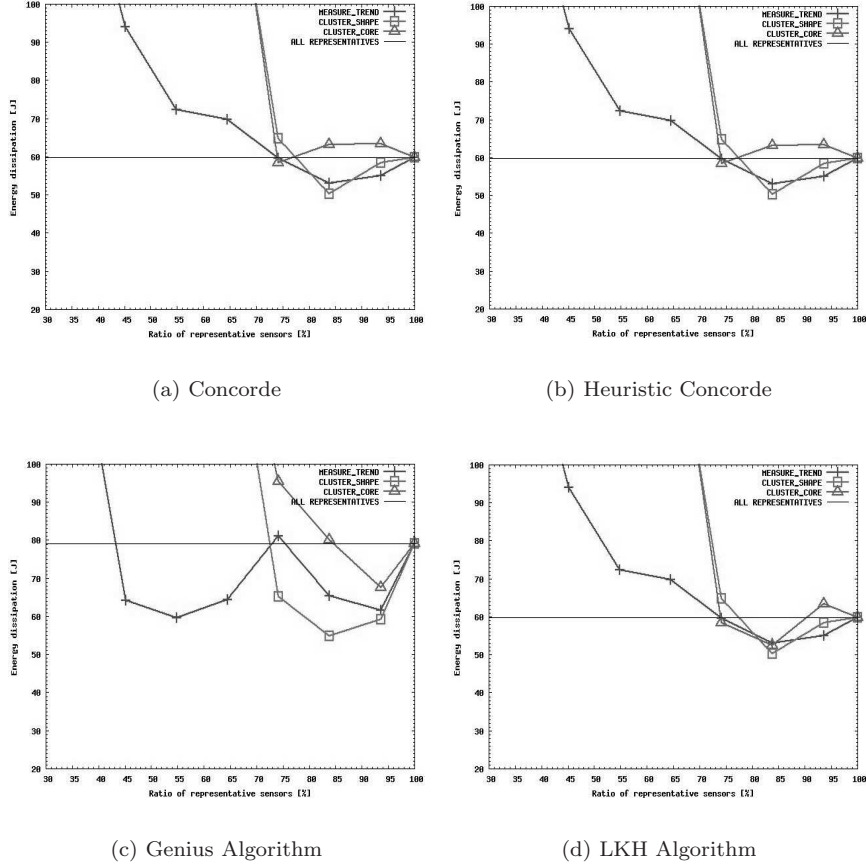 MEASURE_TREND
CLUSTER_SHAPE
CLUSTER_CORE
ALL REPRESENTATIVES
Energy dissipation [J]
100
90
80
70
60
50
40
30
20
30 35 40 45 50 55 60 65 70 75 80 85 90 95 100
Ratio of representative sensors [%]
(a) Concorde
MEASURE_TREND
CLUSTER_SHAPE
CLUSTER_CORE
ALL REPRESENTATIVES
Energy dissipation [J]
100
90
80
70
60
50
40
30
20
30 35 40 45 50 55 60 65 70 75 80 85 90 95 100
Ratio of representative sensors [%]
(b) Heuristic Concorde
MEASURE_TREND
CLUSTER_SHAPE
CLUSTER_CORE
ALL REPRESENTATIVES
Energy dissipation [J]
100
90
80
70
60
50
40
30
20
30 35 40 45 50 55 60 65 70 75 80 85 90 95 100
Ratio of representative sensors [%]
(c) Genius Algorithm
MEASURE_TREND
CLUSTER_SHAPE
CLUSTER_CORE
ALL REPRESENTATIVES
Energy dissipation [J]
100
90
80
70
60
50
40
30
20
30 35 40 45 50 55 60 65 70 75 80 85 90 95 100
Ratio of representative sensors [%]
(d) LKH Algorithm